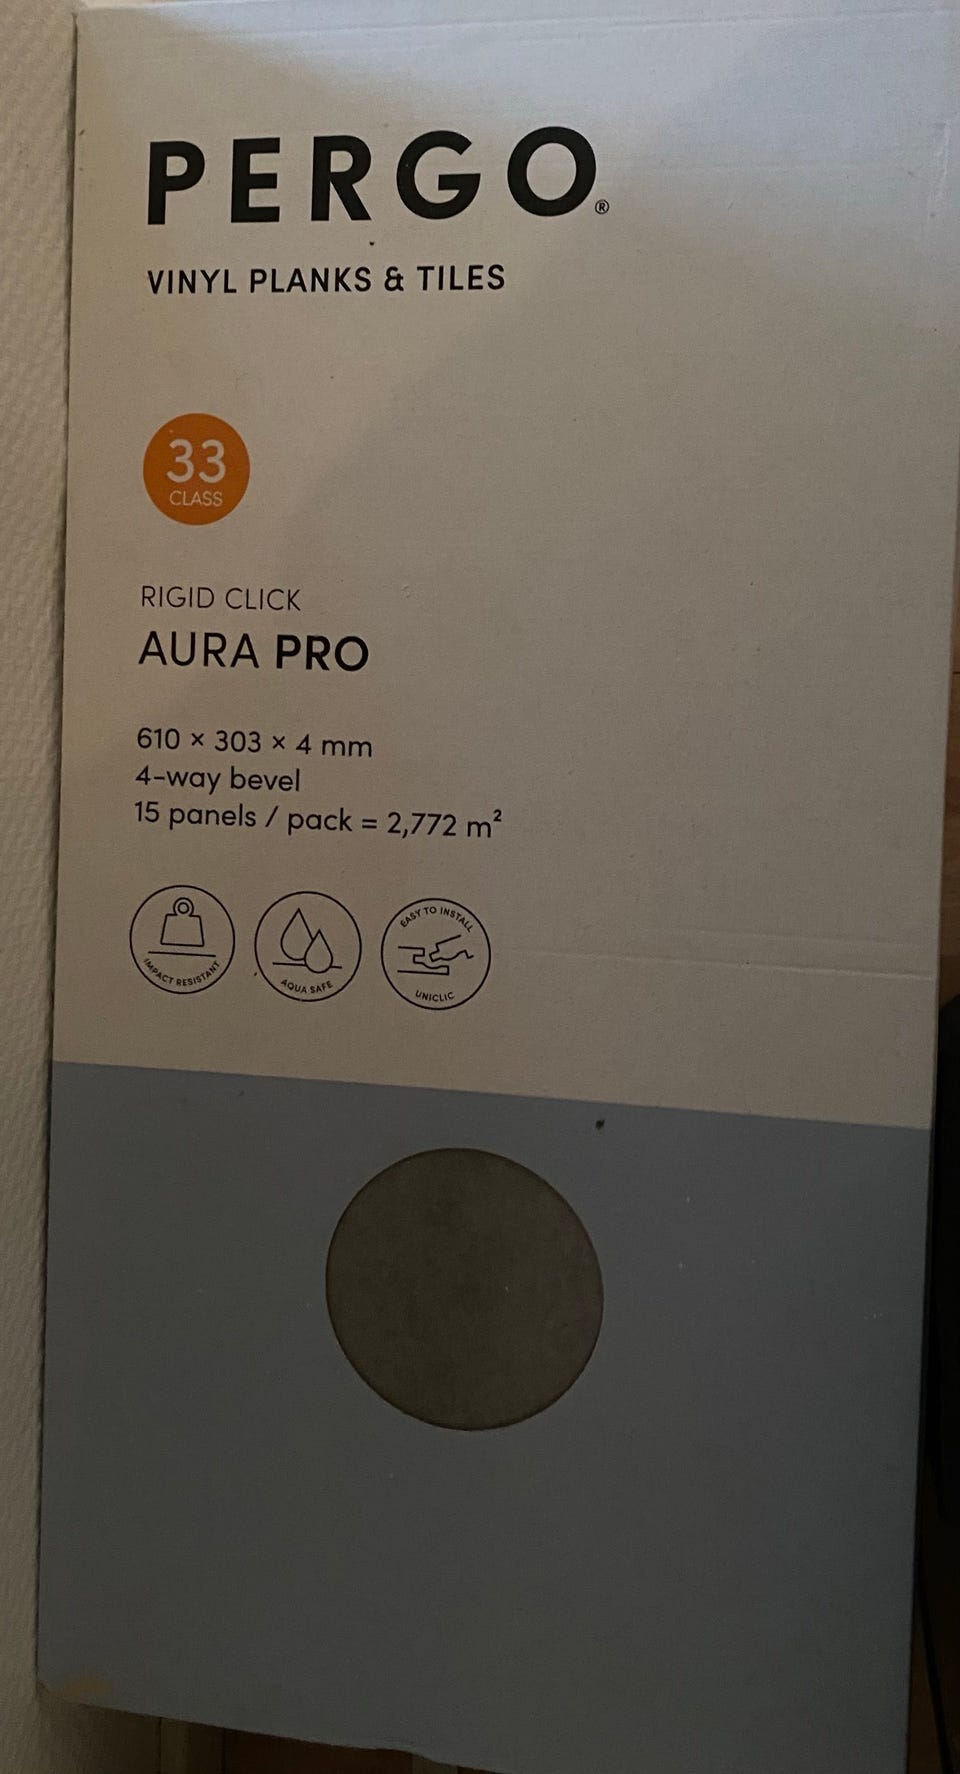 PERGO®
VINYL PLANKS & TILES
33
CLASS
RIGID CLICK
AURA PRO
610 × 303 × 4 mm
4-way bevel
15 panels / pack = 2,772 m²
IMPACT RESISTANT
AQUA SAFE
EASY TO INSTALL
UNICLIC